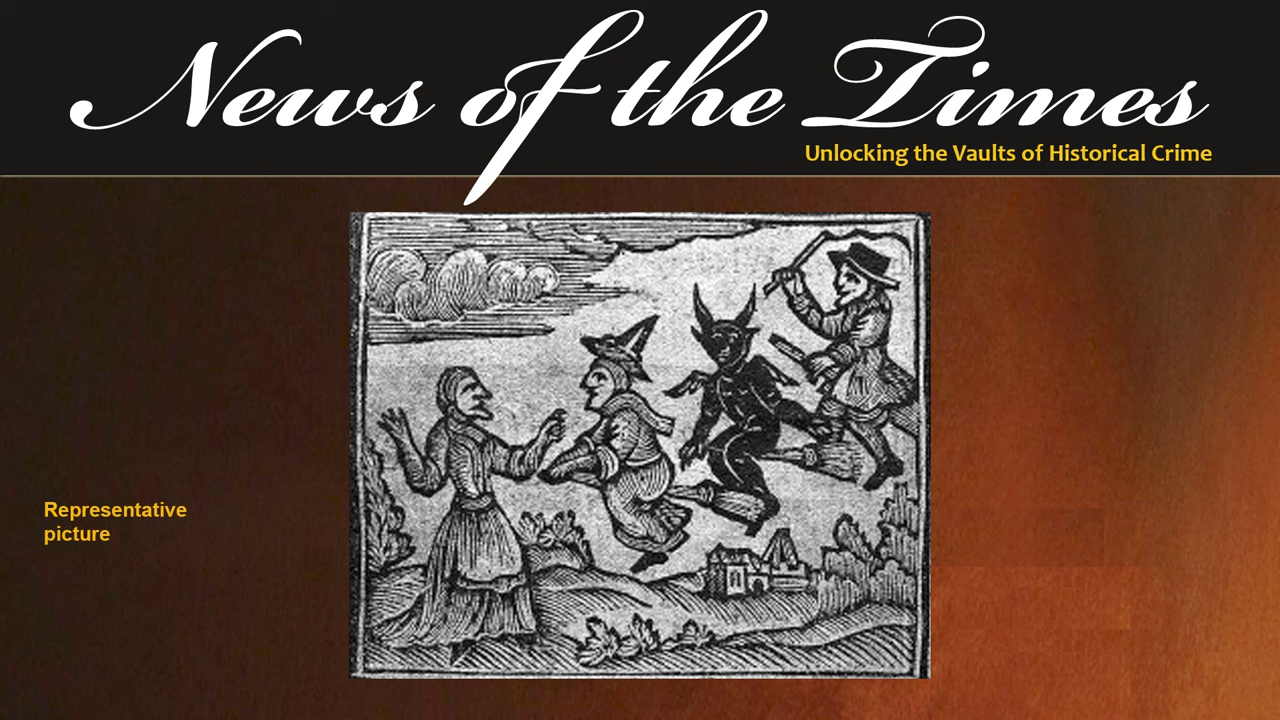 News of the Times
Unlocking the Vaults of Historical Crime
Representative
picture